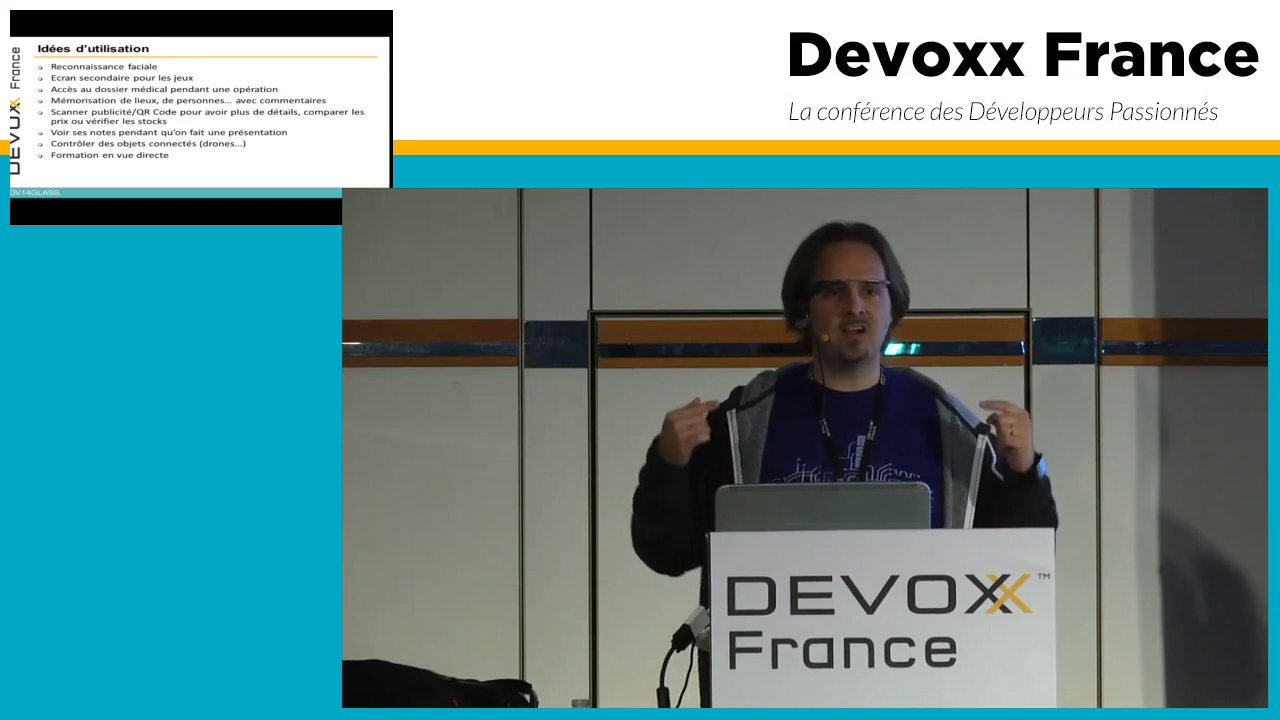 Devoxx France
La conférence des Développeurs Passionnés
Idées d'utilisation
Reconnaissance faciale
Ecran secondaire pour les jeux
Accès au dossier médical pendant une opération
Mémorisation de lieux, de personnes... avec commentaires
Scanner publicité/QR Code pour avoir plus de détails, comparer les
prix ou vérifier les stocks
Voir ses notes pendant qu'on fait une présentation
Contrôler des objets connectés (drones...)
Formation en vue directe
DEVOXX France
DV14GLASS
DEVOXX™
France